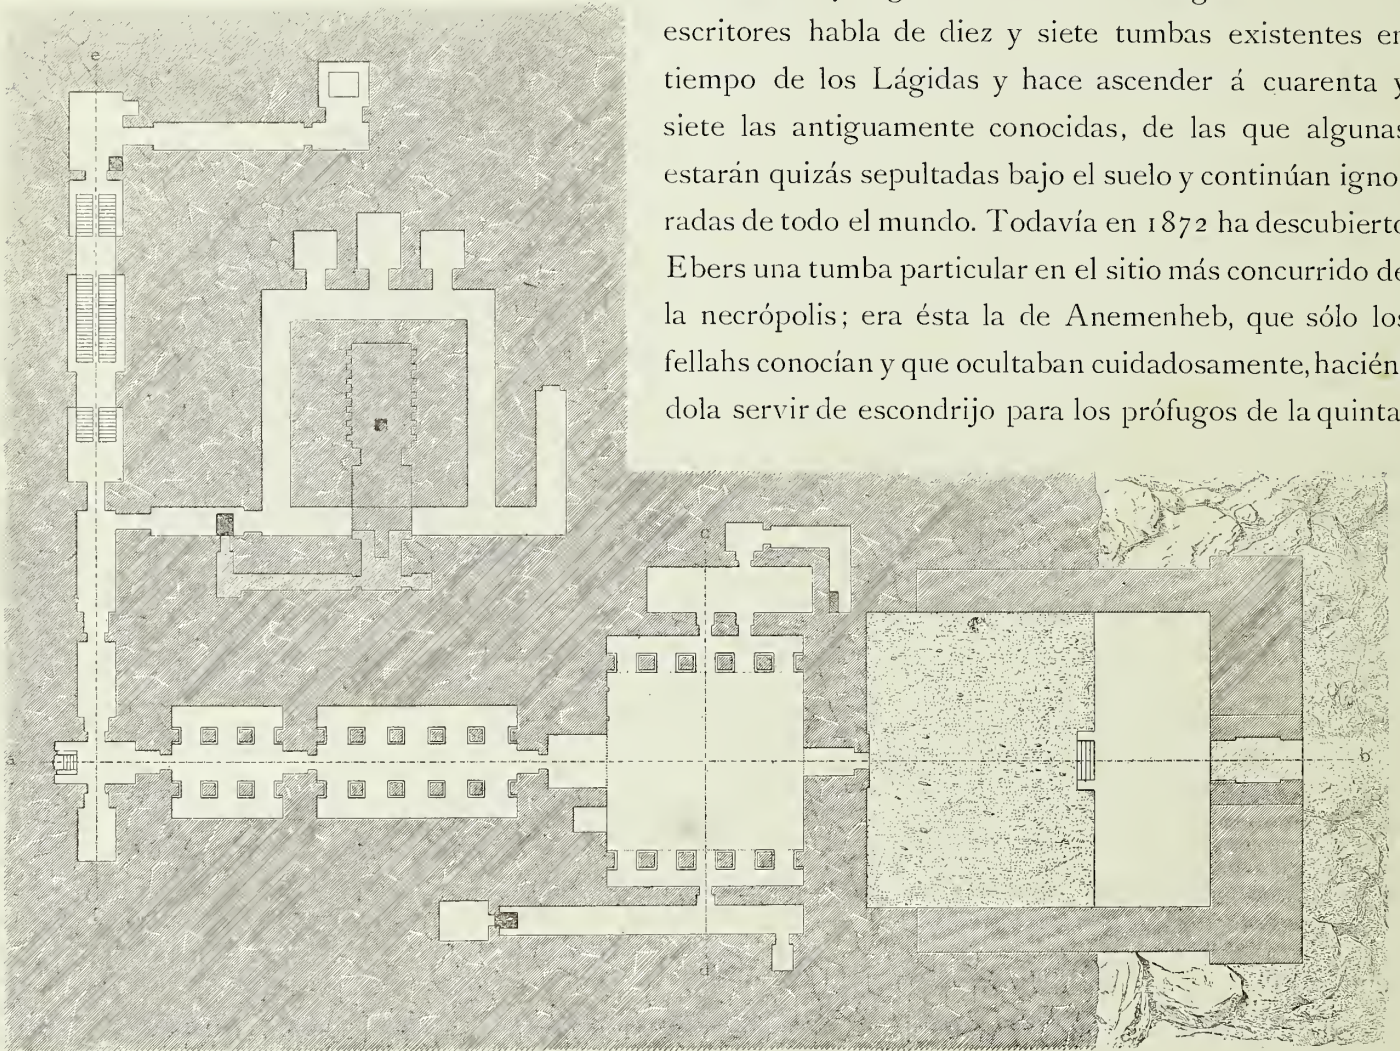 escritores habla de diez y siete tumbas existentes en
tiempo de los Lágidas y hace ascender á cuarenta y
siete las antiguamente conocidas, de las que algunas
estarán quizás sepultadas bajo el suelo y continúan igno-
radas de todo el mundo. Todavía en 1872 ha descubierto
Ebers una tumba particular en el sitio más concurrido de
la necrópolis; era ésta la de Anemenheb, que sólo los
fellahs conocían y que ocultaban cuidadosamente, hacién-
dola servir de escondrijo para los prófugos de la quinta
e
c
a
b
d